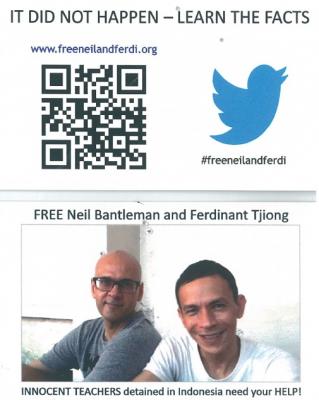 IT DID NOT HAPPEN – LEARN THE FACTS
www.freeneilandferdi.org
#freeneilandferdi
FREE Neil Bantleman and Ferdinant Tjiong
INNOCENT TEACHERS detained in Indonesia need your HELP!